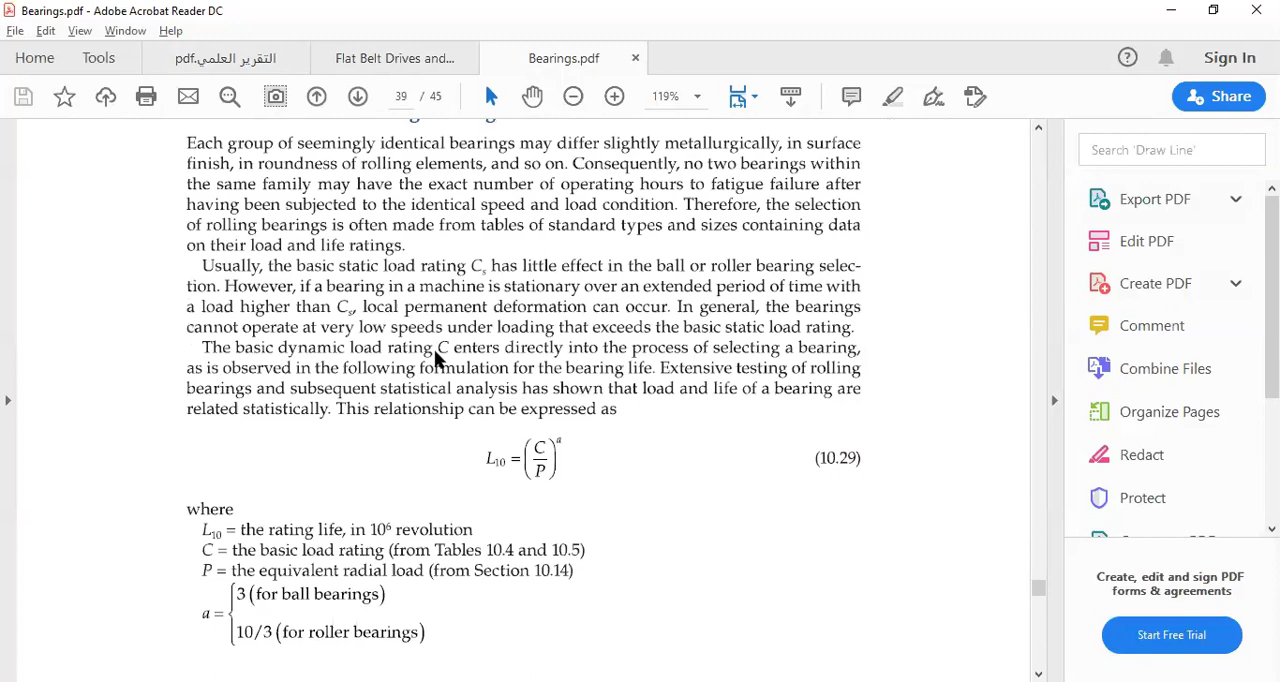 Bearings.pdf - Adobe Acrobat Reader DC
File Edit View Window Help
Home Tools التقرير العلمي.pdf Flat Belt Drives and... Bearings.pdf
Sign In
39 / 45 119% Share
Each group of seemingly identical bearings may differ slightly metallurgically, in surface
finish, in roundness of rolling elements, and so on. Consequently, no two bearings within
the same family may have the exact number of operating hours to fatigue failure after
having been subjected to the identical speed and load condition. Therefore, the selection
of rolling bearings is often made from tables of standard types and sizes containing data
on their load and life ratings.
Usually, the basic static load rating Cₛ has little effect in the ball or roller bearing selec-
tion. However, if a bearing in a machine is stationary over an extended period of time with
a load higher than Cₛ, local permanent deformation can occur. In general, the bearings
cannot operate at very low speeds under loading that exceeds the basic static load rating.
The basic dynamic load rating C enters directly into the process of selecting a bearing,
as is observed in the following formulation for the bearing life. Extensive testing of rolling
bearings and subsequent statistical analysis has shown that load and life of a bearing are
related statistically. This relationship can be expressed as
L₁₀ = (C/P)ᵃ (10.29)
where
L₁₀ = the rating life, in 10⁶ revolution
C = the basic load rating (from Tables 10.4 and 10.5)
P = the equivalent radial load (from Section 10.14)
a = { 3 (for ball bearings)
10/3 (for roller bearings)
Search 'Draw Line'
Export PDF
Edit PDF
Create PDF
Comment
Combine Files
Organize Pages
Redact
Protect
Create, edit and sign PDF
forms & agreements
Start Free Trial